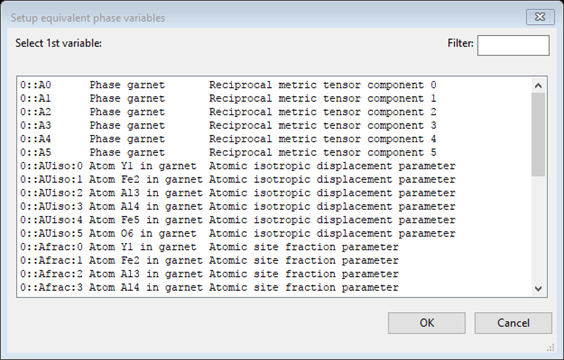 Setup equivalent phase variables
Select 1st variable: Filter:
0::A0 Phase garnet Reciprocal metric tensor component 0
0::A1 Phase garnet Reciprocal metric tensor component 1
0::A2 Phase garnet Reciprocal metric tensor component 2
0::A3 Phase garnet Reciprocal metric tensor component 3
0::A4 Phase garnet Reciprocal metric tensor component 4
0::A5 Phase garnet Reciprocal metric tensor component 5
0::AUiso:0 Atom Y1 in garnet Atomic isotropic displacement parameter
0::AUiso:1 Atom Fe2 in garnet Atomic isotropic displacement parameter
0::AUiso:2 Atom Al3 in garnet Atomic isotropic displacement parameter
0::AUiso:3 Atom Al4 in garnet Atomic isotropic displacement parameter
0::AUiso:4 Atom Fe5 in garnet Atomic isotropic displacement parameter
0::AUiso:5 Atom O6 in garnet Atomic isotropic displacement parameter
0::Afrac:0 Atom Y1 in garnet Atomic site fraction parameter
0::Afrac:1 Atom Fe2 in garnet Atomic site fraction parameter
0::Afrac:2 Atom Al3 in garnet Atomic site fraction parameter
0::Afrac:3 Atom Al4 in garnet Atomic site fraction parameter
OK Cancel